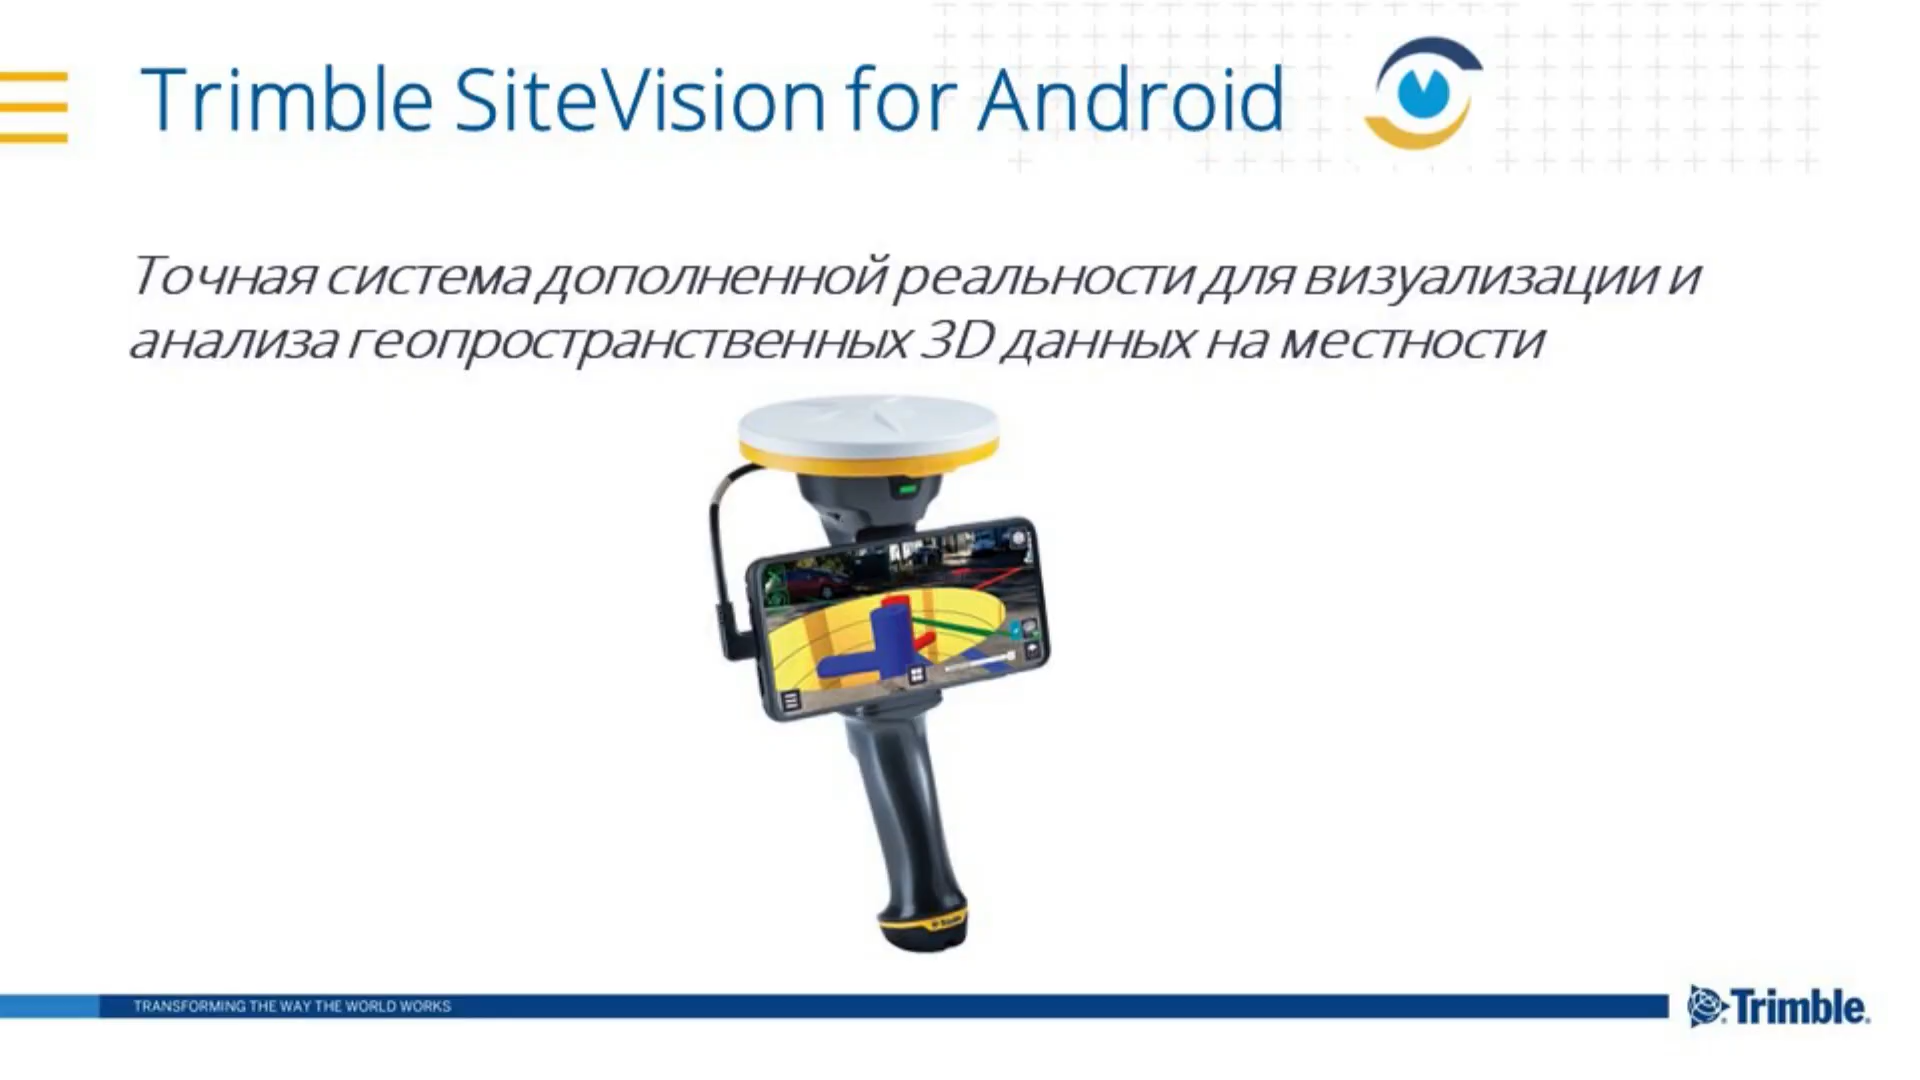 Trimble SiteVision for Android
Точная система дополненной реальности для визуализации и
анализа геопространственных 3D данных на местности
TRANSFORMING THE WAY THE WORLD WORKS
Trimble